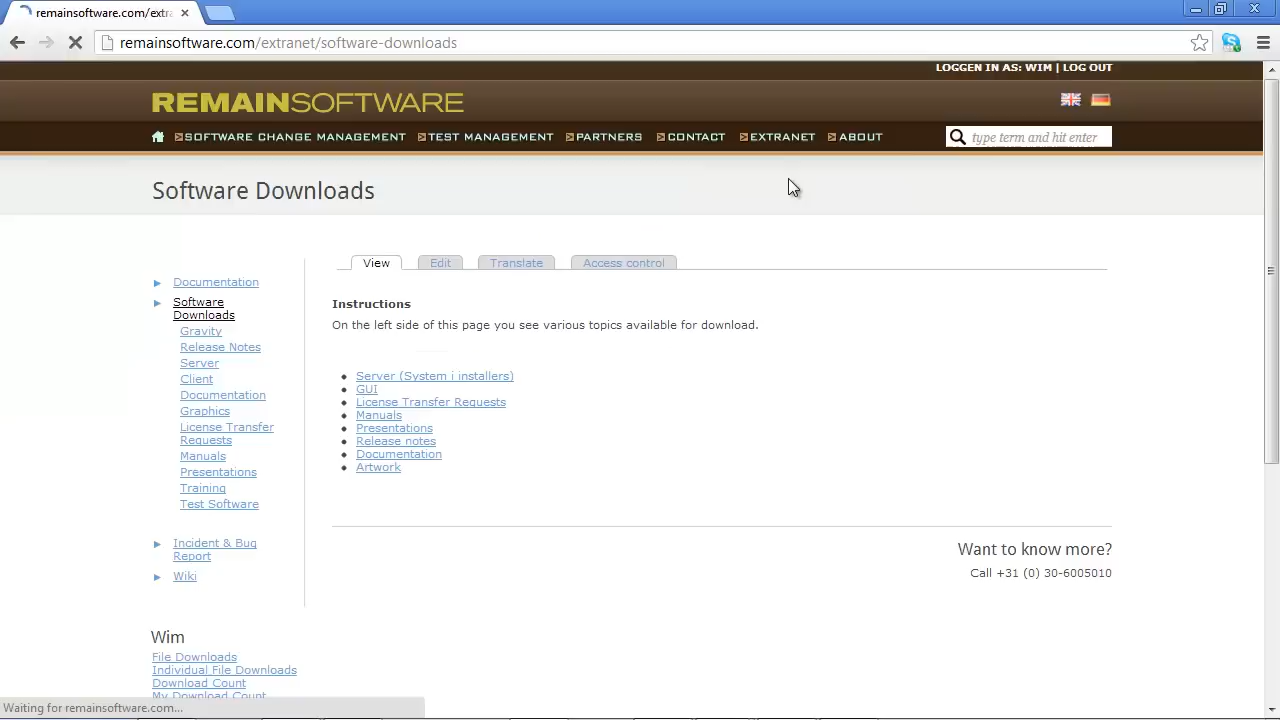 remainsoftware.com/extra
remainsoftware.com/extranet/software-downloads
LOGGEN IN AS: WIM | LOG OUT
REMAINSOFTWARE
SOFTWARE CHANGE MANAGEMENT TEST MANAGEMENT PARTNERS CONTACT EXTRANET ABOUT type term and hit enter
Software Downloads
View Edit Translate Access control
Documentation
Software
Downloads
Gravity
Release Notes
Server
Client
Documentation
Graphics
License Transfer
Requests
Manuals
Presentations
Training
Test Software
Incident & Bug
Report
Wiki
Instructions
On the left side of this page you see various topics available for download.
Server (System i installers)
GUI
License Transfer Requests
Manuals
Presentations
Release notes
Documentation
Artwork
Want to know more?
Call +31 (0) 30-6005010
Wim
File Downloads
Individual File Downloads
Download Count
My Download Count
Waiting for remainsoftware.com...